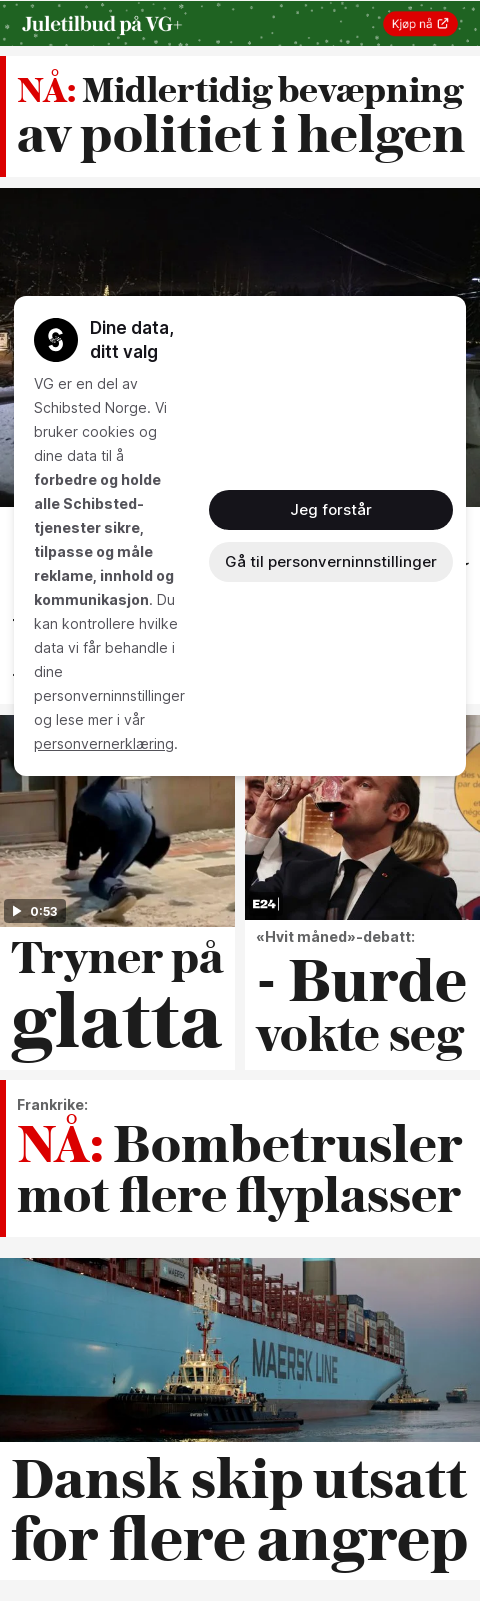 Juletilbud på VG+
Kjøp nå
NÅ: Midlertidig bevæpning
av politiet i helgen
Dine data,
ditt valg
VG er en del av
Schibsted Norge. Vi
bruker cookies og
dine data til å
forbedre og holde
alle Schibsted-
tjenester sikre,
tilpasse og måle
reklame, innhold og
kommunikasjon. Du
kan kontrollere hvilke
data vi får behandle i
dine
personverninnstillinger
og lese mer i vår
personvernerklæring.
Jeg forstår
Gå til personverninnstillinger
0:53
Tryner på
glatta
E24
«Hvit måned»-debatt:
- Burde
vokte seg
Frankrike:
NÅ: Bombetrusler
mot flere flyplasser
MAERSK
MAERSK LINE
Dansk skip utsatt
for flere angrep